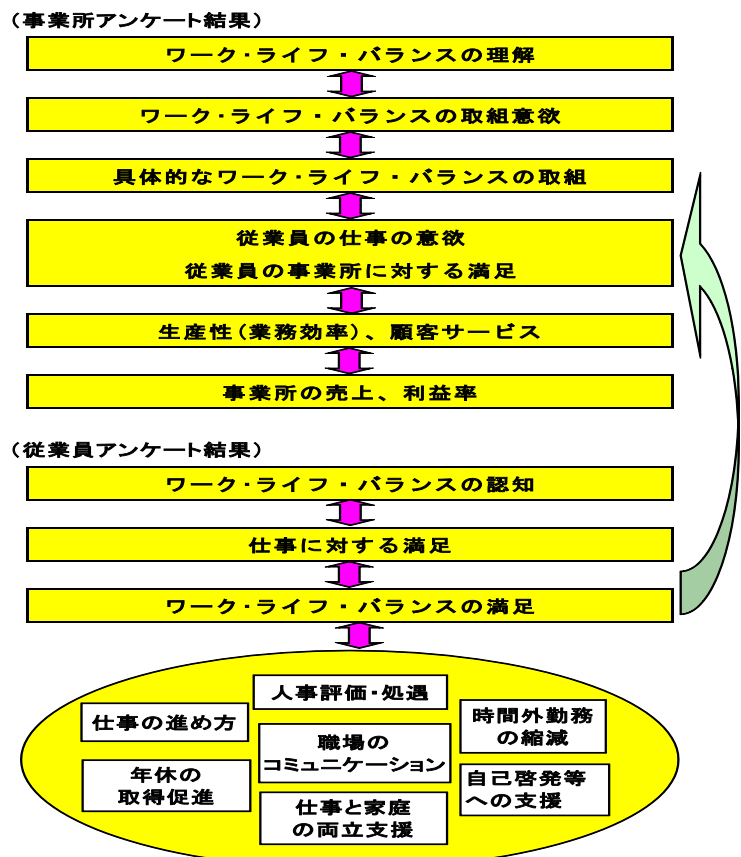 （事業所アンケート結果）
ワーク・ライフ・バランスの理解
ワーク・ライフ・バランスの取組意欲
具体的なワーク・ライフ・バランスの取組
従業員の仕事の意欲
従業員の事業所に対する満足
生産性（業務効率）、顧客サービス
事業所の売上、利益率
（従業員アンケート結果）
ワーク・ライフ・バランスの認知
仕事に対する満足
ワーク・ライフ・バランスの満足
人事評価・処遇
仕事の進め方
時間外勤務
の縮減
職場の
コミュニケーション
年休の
取得促進
自己啓発等
への支援
仕事と家庭
の両立支援